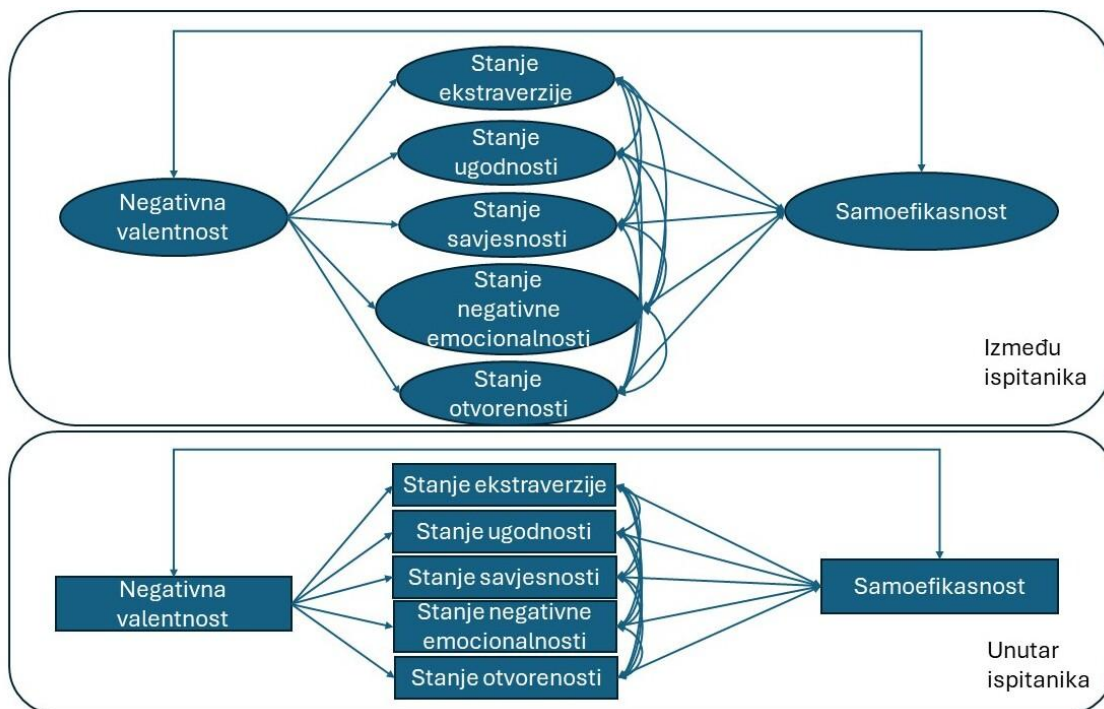 Stanje
ekstraverzije
Stanje
ugodnosti
Negativna
valentnost
Stanje
savjesnosti
Samoefikasnost
Stanje
negativne
emocionalnosti
Stanje
otvorenosti
Između
ispitanika
Stanje ekstraverzije
Stanje ugodnosti
Negativna
valentnost
Stanje savjesnosti
Samoefikasnost
Stanje negativne
emocionalnosti
Stanje otvorenosti
Unutar
ispitanika